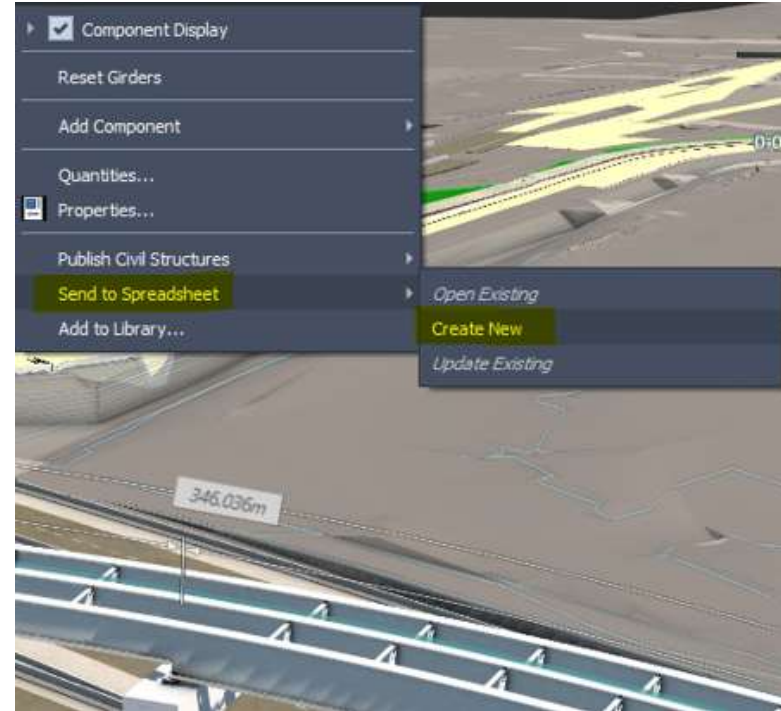 Component Display
Reset Girders
Add Component
Quantities...
Properties...
Publish Civil Structures
Send to Spreadsheet
Add to Library...
Open Existing
Create New
Update Existing
346.036m